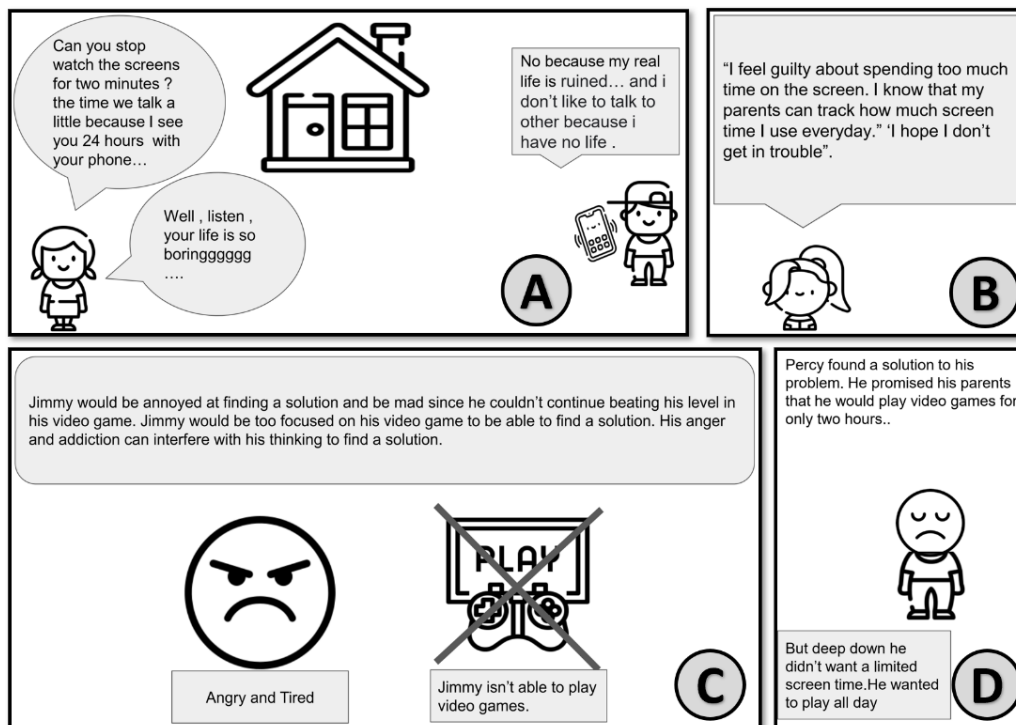 Can you stop
watch the screens
for two minutes ?
the time we talk a
little because I see
you 24 hours with
your phone…
Well , listen ,
your life is so
boringggggg
….
No because my real
life is ruined… and i
don’t like to talk to
other because i
have no life .
A
“I feel guilty about spending too much
time on the screen. I know that my
parents can track how much screen
time I use everyday.” ‘I hope I don’t
get in trouble”.
B
Jimmy would be annoyed at finding a solution and be mad since he couldn’t continue beating his level in
his video game. Jimmy would be too focused on his video game to be able to find a solution. His anger
and addiction can interfere with his thinking to find a solution.
PLAY
Angry and Tired
Jimmy isn’t able to play
video games.
C
Percy found a solution to his
problem. He promised his parents
that he would play video games for
only two hours..
But deep down he
didn’t want a limited
screen time.He wanted
to play all day
D